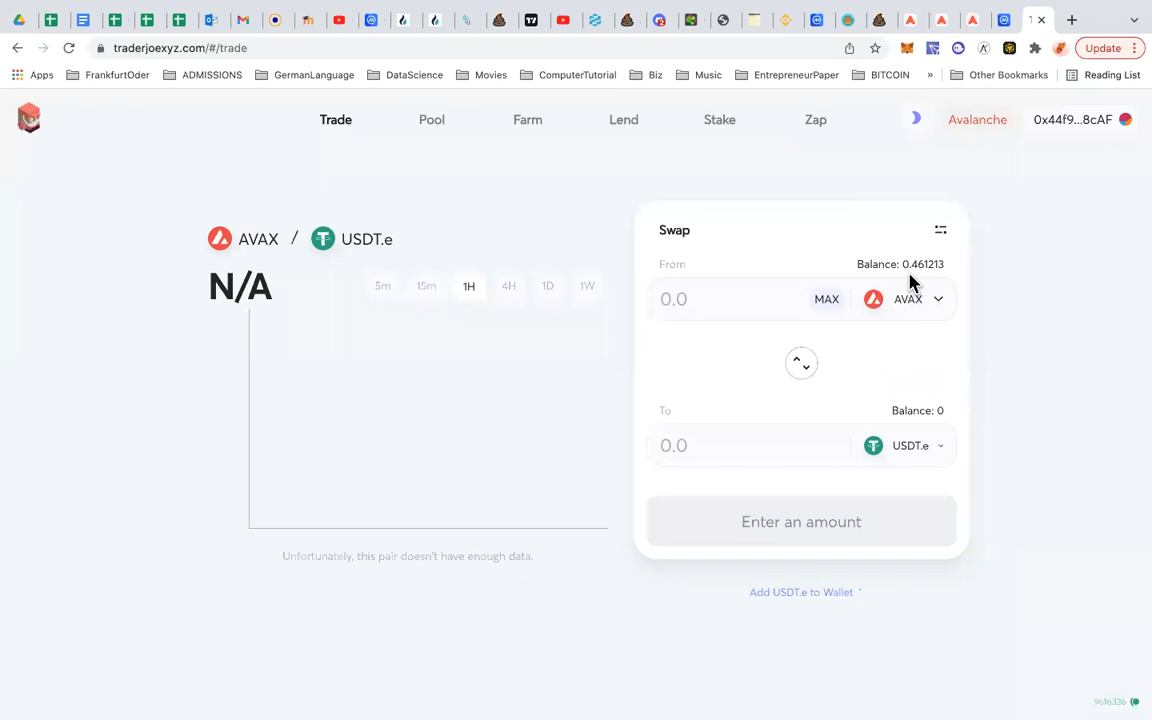 Update
traderjoexyz.com/#/trade
Apps FrankfurtOder ADMISSIONS GermanLanguage DataScience Movies ComputerTutorial Biz Music EntrepreneurPaper BITCOIN » Other Bookmarks Reading List
Trade Pool Farm Lend Stake Zap Avalanche 0x44f9...8cAF
AVAX / USDT.e
N/A
5m 15m 1H 4H 1D 1W
Unfortunately, this pair doesn't have enough data.
Swap
From Balance: 0.461213
0.0 MAX AVAX
To Balance: 0
0.0 USDT.e
Enter an amount
Add USDT.e to Wallet
9616336